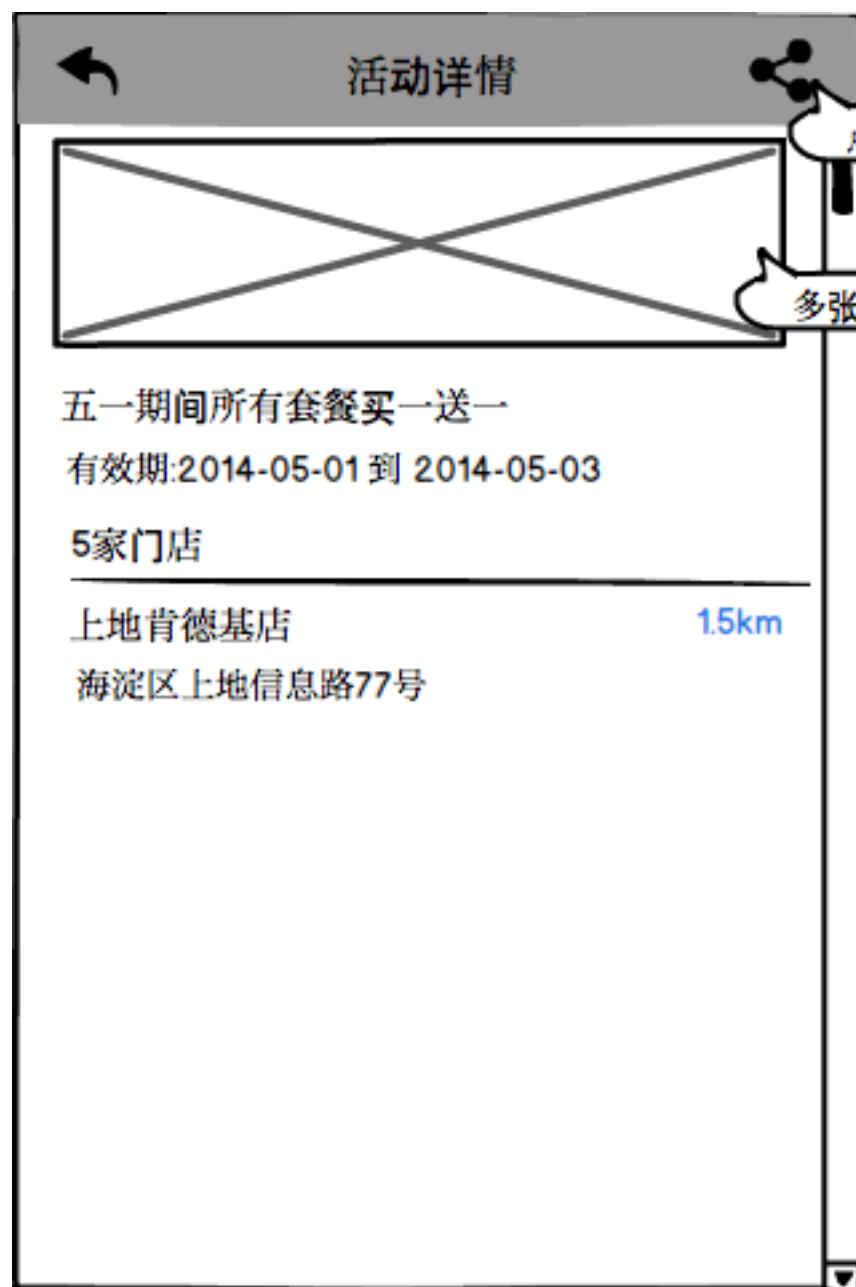 活动详情
多张
五一期间所有套餐买一送一
有效期:2014-05-01 到 2014-05-03
5家门店
上地肯德基店 1.5km
海淀区上地信息路77号